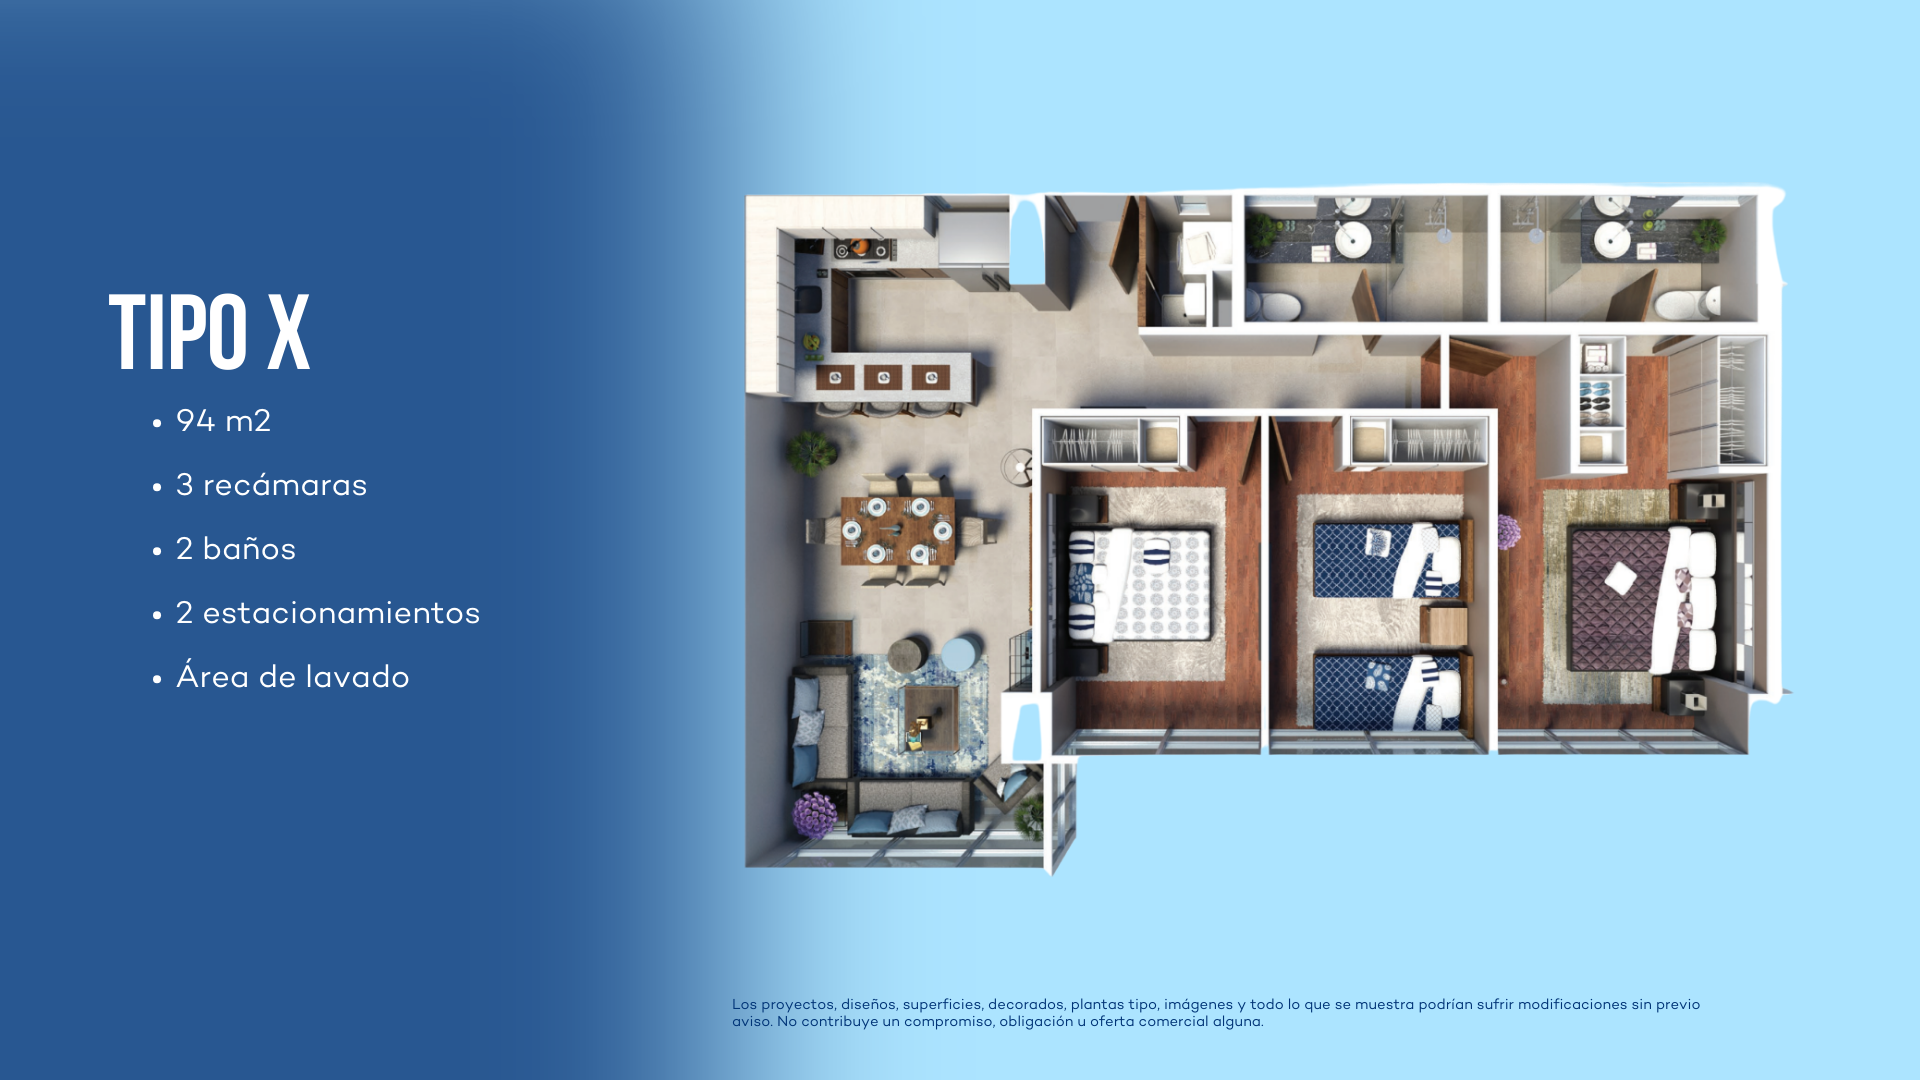 TIPO X
• 94 m2
• 3 recámaras
• 2 baños
• 2 estacionamientos
• Área de lavado
Los proyectos, diseños, superficies, decorados, plantas tipo, imágenes y todo lo que se muestra podrían sufrir modificaciones sin previo
aviso. No contribuye un compromiso, obligación u oferta comercial alguna.